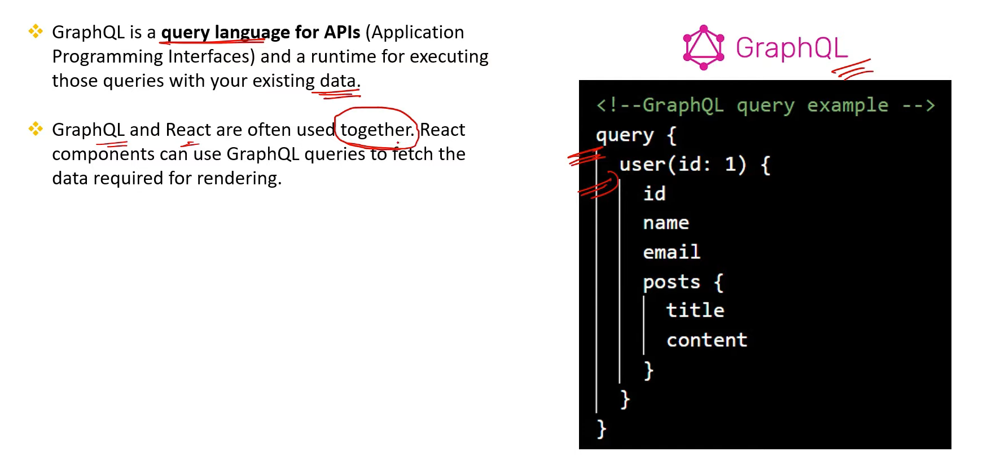 GraphQL is a query language for APIs (Application
Programming Interfaces) and a runtime for executing
those queries with your existing data.
GraphQL and React are often used together. React
components can use GraphQL queries to fetch the
data required for rendering.
GraphQL
<!--GraphQL query example -->
query {
user(id: 1) {
id
name
email
posts {
title
content
}
}
}